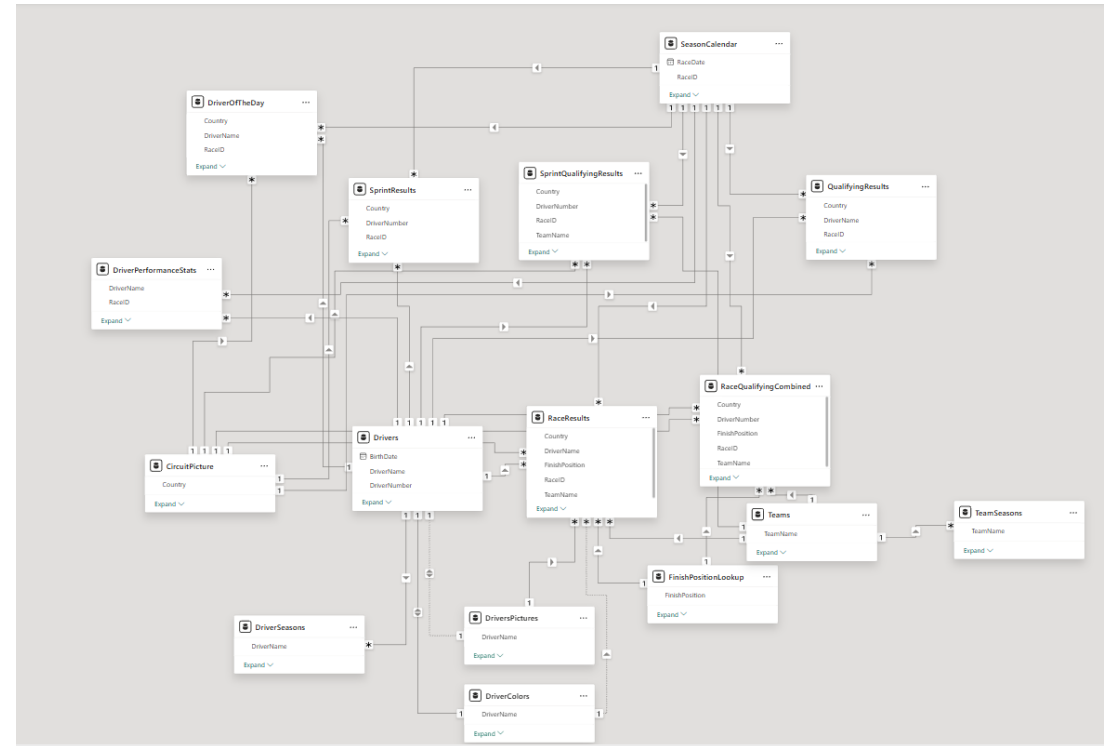 SeasonCalendar
RaceDate
RaceID
Expand
DriverOfTheDay
Country
DriverName
RaceID
Expand
SprintResults
Country
DriverNumber
RaceID
Expand
SprintQualifyingResults
Country
DriverNumber
RaceID
TeamName
Expand
QualifyingResults
Country
DriverName
RaceID
Expand
DriverPerformanceStats
DriverName
RaceID
Expand
RaceQualifyingCombined
Country
DriverNumber
FinishPosition
RaceID
TeamName
Expand
RaceResults
Country
DriverName
FinishPosition
RaceID
TeamName
Expand
Drivers
BirthDate
DriverName
DriverNumber
Expand
CircuitPicture
Country
Expand
Teams
TeamName
Expand
TeamSeasons
TeamName
Expand
FinishPositionLookup
FinishPosition
Expand
DriversPictures
DriverName
Expand
DriverSeasons
DriverName
Expand
DriverColors
DriverName
Expand